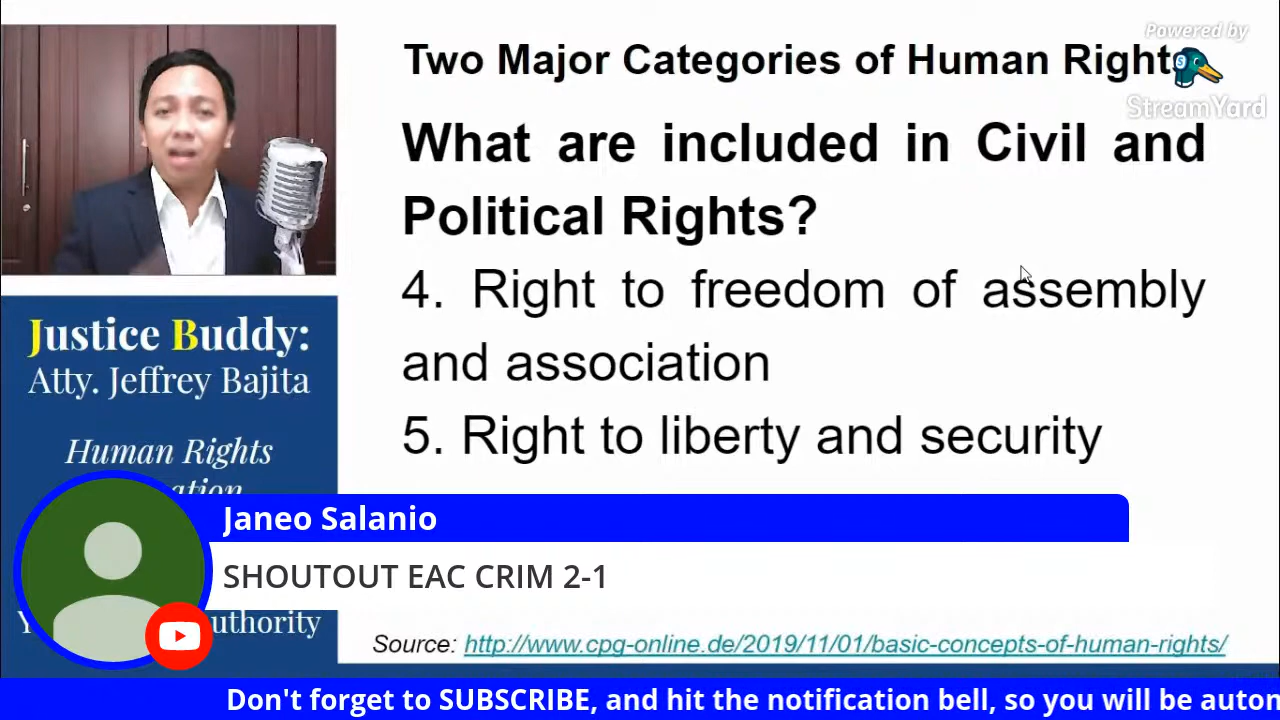 Powered by
StreamYard
Two Major Categories of Human Rights
What are included in Civil and
Political Rights?
4. Right to freedom of assembly
and association
5. Right to liberty and security
Source: http://www.cpg-online.de/2019/11/01/basic-concepts-of-human-rights/
Justice Buddy:
Atty. Jeffrey Bajita
Human Rights
Janeo Salanio
SHOUTOUT EAC CRIM 2-1
Don't forget to SUBSCRIBE, and hit the notification bell, so you will be